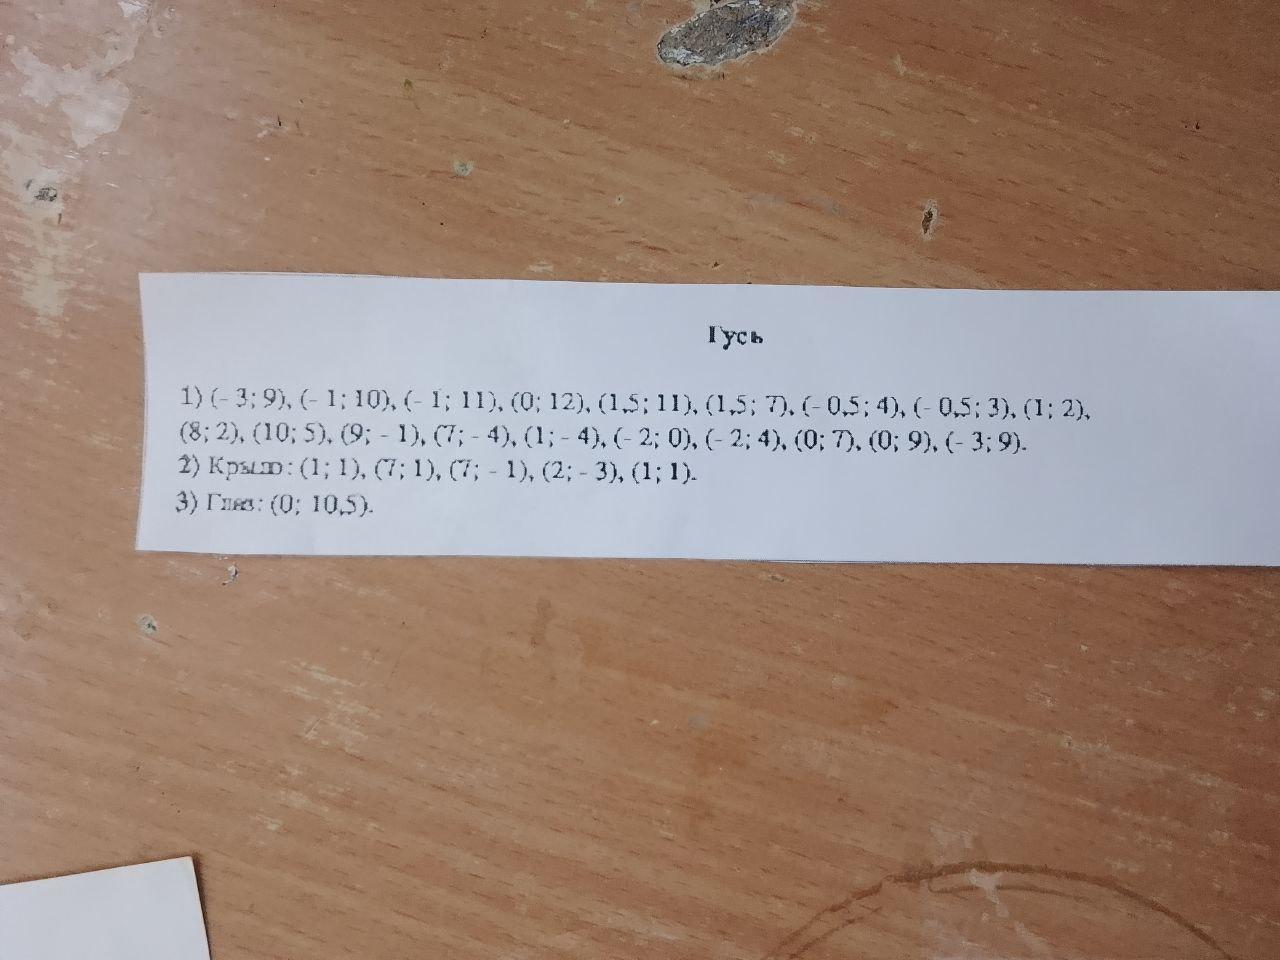 Гусь
1) (- 3; 9), (- 1; 10), (- 1; 11), (0; 12), (1,5; 11), (1,5; 7), (- 0,5; 4), (- 0,5; 3), (1; 2),
(8; 2), (10; 5), (9; - 1), (7; - 4), (1; - 4), (- 2; 0), (- 2; 4), (0; 7), (0; 9), (- 3; 9).
2) Крыло: (1; 1), (7; 1), (7; - 1), (2; - 3), (1; 1).
3) Глаз: (0; 10,5).